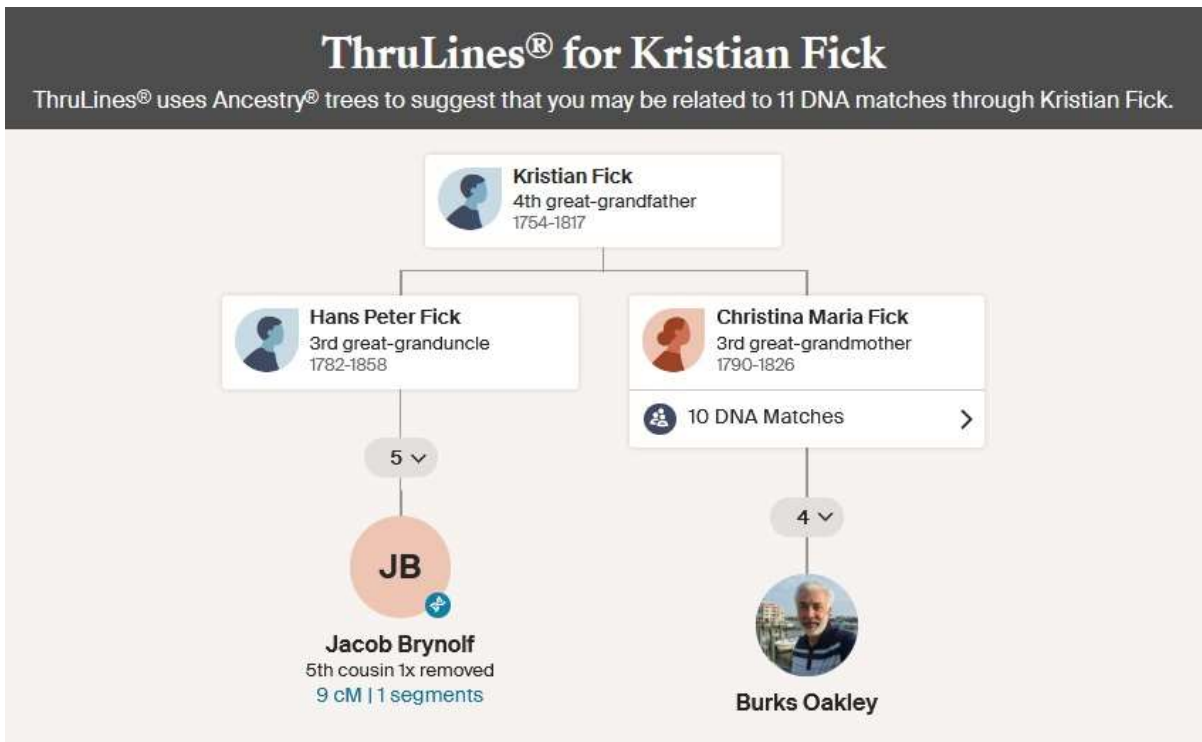 ThruLines® for Kristian Fick
ThruLines® uses Ancestry® trees to suggest that you may be related to 11 DNA matches through Kristian Fick.
Kristian Fick
4th great-grandfather
1754-1817
Hans Peter Fick
3rd great-granduncle
1782-1858
Christina Maria Fick
3rd great-grandmother
1790-1826
10 DNA Matches
5
4
JB
Jacob Brynolf
5th cousin 1x removed
9 cM | 1 segments
Burks Oakley